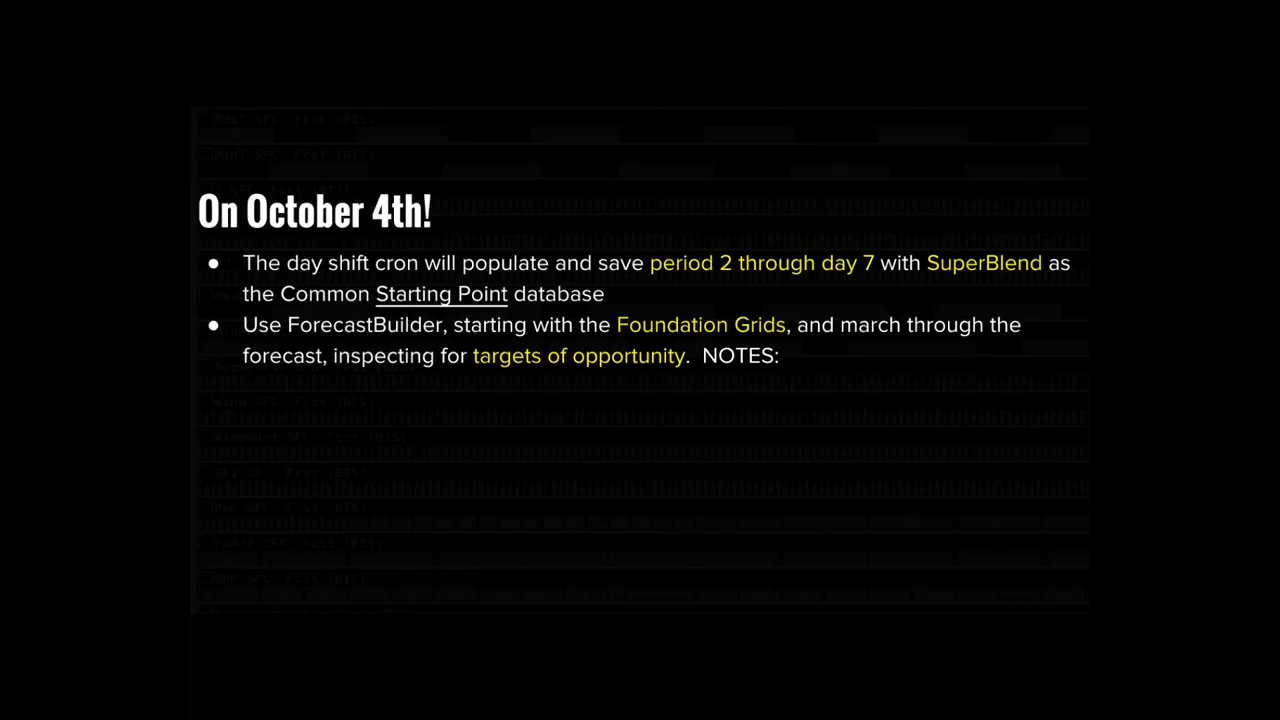 On October 4th!
● The day shift cron will populate and save period 2 through day 7 with SuperBlend as
the Common Starting Point database
● Use ForecastBuilder, starting with the Foundation Grids, and march through the
forecast, inspecting for targets of opportunity. NOTES: